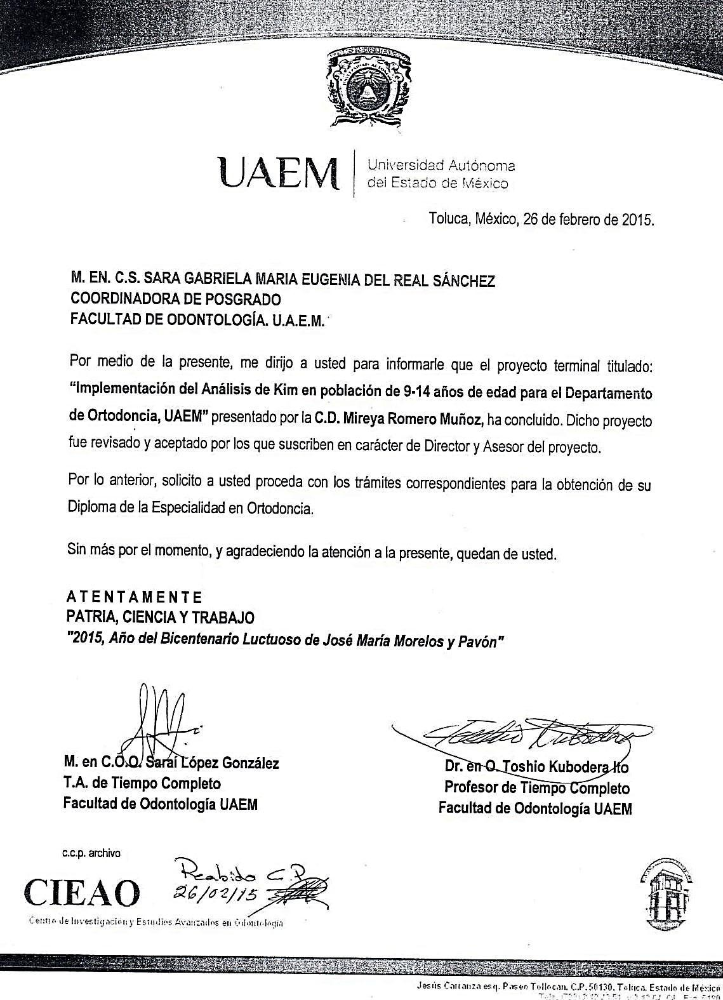 UAEM
Universidad Autónoma
del Estado de México
Toluca, México, 26 de febrero de 2015.
M. EN. C.S. SARA GABRIELA MARIA EUGENIA DEL REAL SÁNCHEZ
COORDINADORA DE POSGRADO
FACULTAD DE ODONTOLOGÍA. U.A.E.M.
Por medio de la presente, me dirijo a usted para informarle que el proyecto terminal titulado:
“Implementación del Análisis de Kim en población de 9-14 años de edad para el Departamento
de Ortodoncia, UAEM” presentado por la C.D. Mireya Romero Muñoz, ha concluido. Dicho proyecto
fue revisado y aceptado por los que suscriben en carácter de Director y Asesor del proyecto.
Por lo anterior, solicito a usted proceda con los trámites correspondientes para la obtención de su
Diploma de la Especialidad en Ortodoncia.
Sin más por el momento, y agradeciendo la atención a la presente, quedan de usted.
A T E N T A M E N T E
PATRIA, CIENCIA Y TRABAJO
"2015, Año del Bicentenario Luctuoso de José María Morelos y Pavón"
M. en C.O.O. Saraí López González
T.A. de Tiempo Completo
Facultad de Odontología UAEM
Toshio Kubodera
Dr. en O. Toshio Kubodera Ito
Profesor de Tiempo Completo
Facultad de Odontología UAEM
c.c.p. archivo
Recibido C.P.
26/02/15
CIEAO
Centro de Investigación y Estudios Avanzados en Odontología
Jesús Carranza esq. Paseo Tollocan. C.P. 50130, Toluca, Estado de México